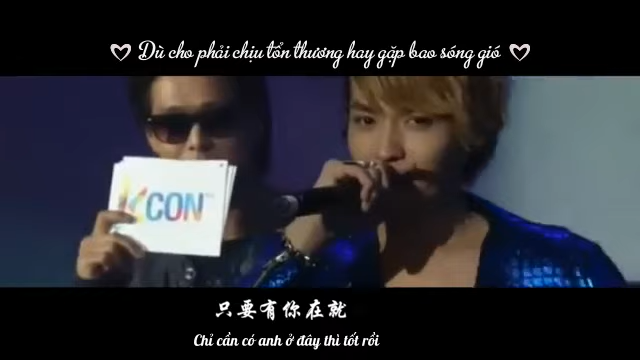 Dù cho phải chịu tổn thương hay gặp bao sóng gió
KCON
只要有你在就
Chỉ cần có anh ở đây thì tốt rồi